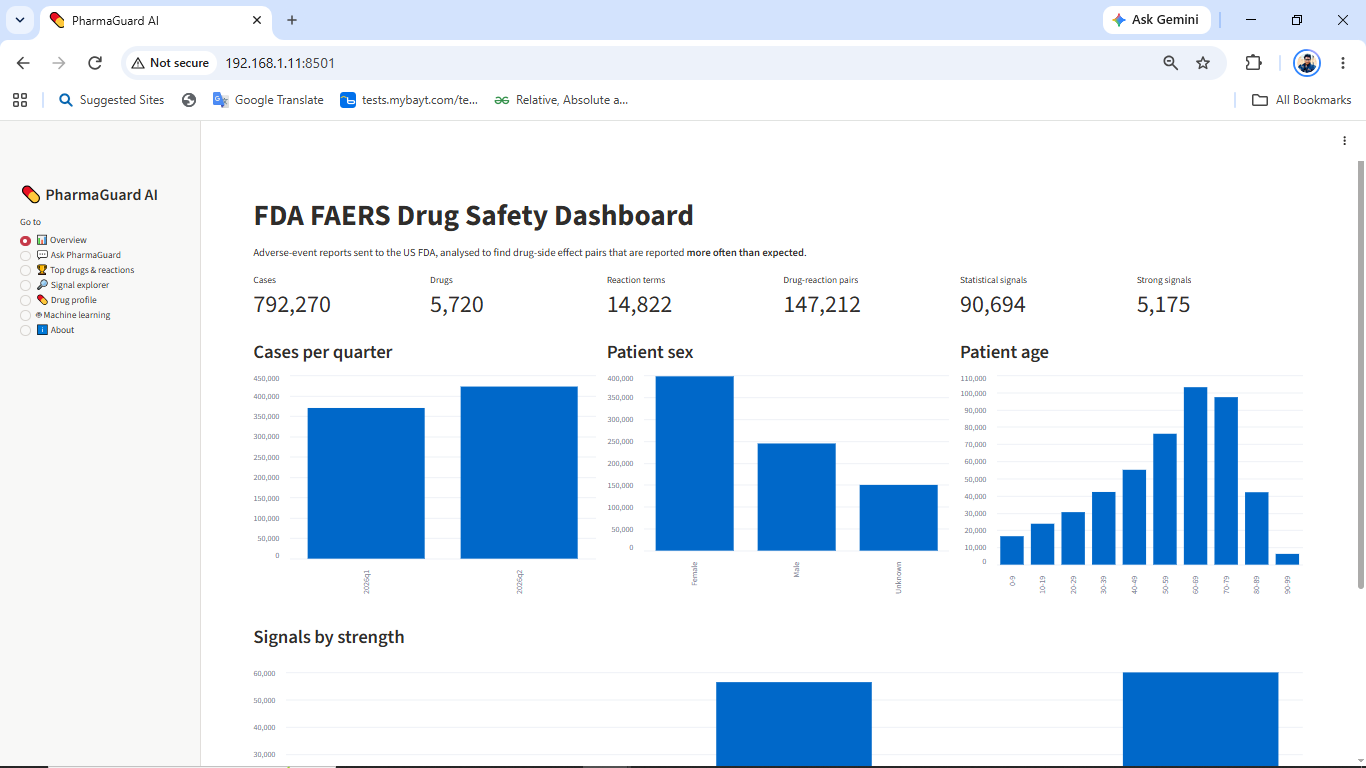 PharmaGuard AI
Ask Gemini
Not secure
192.168.1.11:8501
Suggested Sites
Google Translate
tests.mybayt.com/te...
Relative, Absolute a...
All Bookmarks
PharmaGuard AI
Go to
Overview
Ask PharmaGuard
Top drugs & reactions
Signal explorer
Drug profile
Machine learning
About
FDA FAERS Drug Safety Dashboard
Adverse-event reports sent to the US FDA, analysed to find drug-side effect pairs that are reported more often than expected.
Cases
Drugs
Reaction terms
Drug-reaction pairs
Statistical signals
Strong signals
792,270
5,720
14,822
147,212
90,694
5,175
Cases per quarter
450,000
400,000
350,000
300,000
250,000
200,000
150,000
100,000
50,000
0
2026q1
2026q2
Patient sex
400,000
350,000
300,000
250,000
200,000
150,000
100,000
50,000
0
Female
Male
Unknown
Patient age
110,000
100,000
90,000
80,000
70,000
60,000
50,000
40,000
30,000
20,000
10,000
0
0-9
10-19
20-29
30-39
40-49
50-59
60-69
70-79
80-89
90-99
Signals by strength
60,000
50,000
40,000
30,000